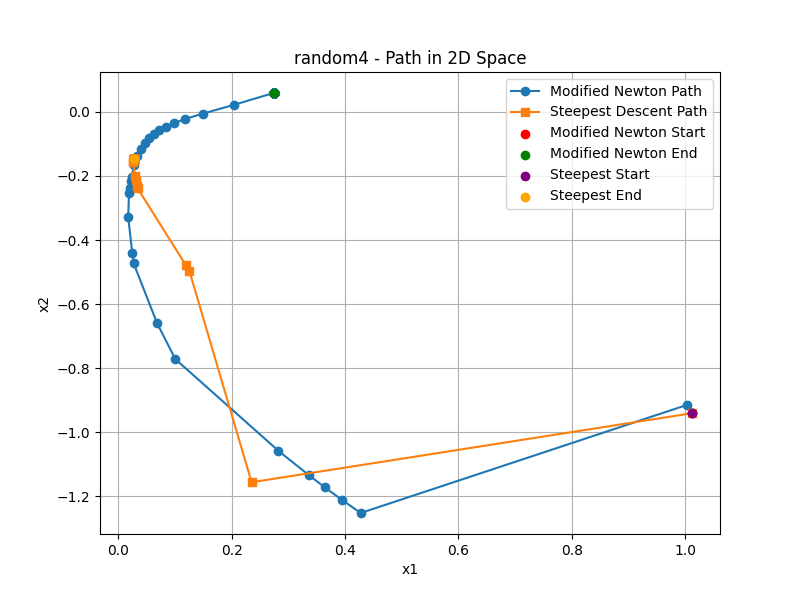 random4 - Path in 2D Space
Modified Newton Path
Steepest Descent Path
Modified Newton Start
Modified Newton End
Steepest Start
Steepest End
x2
0.0
−0.2
−0.4
−0.6
−0.8
−1.0
−1.2
0.0 0.2 0.4 0.6 0.8 1.0
x1